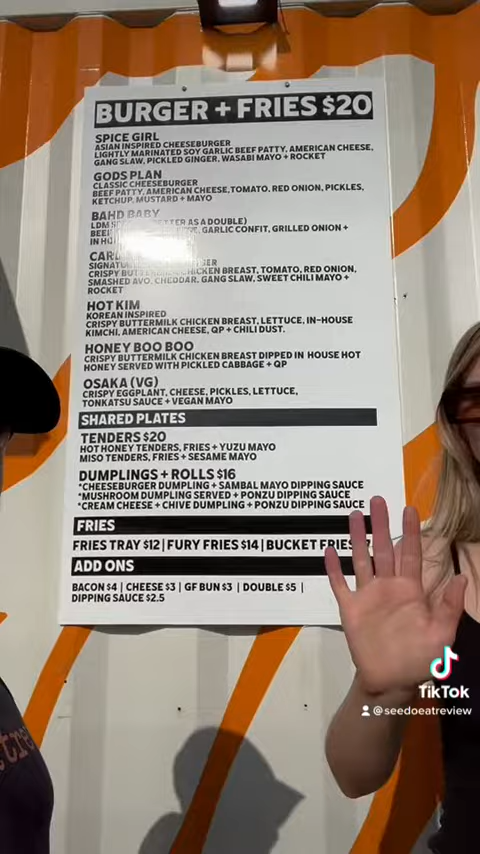 BURGER + FRIES $20
SPICE GIRL
ASIAN INSPIRED CHEESEBURGER
LIGHTLY MARINATED SOY GARLIC BEEF PATTY, AMERICAN CHEESE,
GANG SLAW, PICKLED GINGER, WASABI MAYO + ROCKET
GODS PLAN
CLASSIC CHEESEBURGER
BEEF PATTY, AMERICAN CHEESE, TOMATO, RED ONION, PICKLES,
KETCHUP, MUSTARD + MAYO
BAHD BABY
LDM AS A DOUBLE)
GARLIC CONFIT, GRILLED ONION +
IN
CRISPY BUTTERMILK CHICKEN BREAST, TOMATO, RED ONION,
SMASHED AVO, CHEDDAR, GANG SLAW, SWEET CHILI MAYO +
ROCKET
HOT KIM
KOREAN INSPIRED
CRISPY BUTTERMILK CHICKEN BREAST, LETTUCE, IN-HOUSE
KIMCHI, AMERICAN CHEESE, QP + CHILI DUST.
HONEY BOO BOO
CRISPY BUTTERMILK CHICKEN BREAST DIPPED IN HOUSE HOT
HONEY SERVED WITH PICKLED CABBAGE + QP
OSAKA (VG)
CRISPY EGGPLANT, CHEESE, PICKLES, LETTUCE,
TONKATSU SAUCE + VEGAN MAYO
SHARED PLATES
TENDERS $20
HOT HONEY TENDERS, FRIES + YUZU MAYO
MISO TENDERS, FRIES + SESAME MAYO
DUMPLINGS + ROLLS $16
*CHEESEBURGER DUMPLING + SAMBAL MAYO DIPPING SAUCE
*MUSHROOM DUMPLING SERVED + PONZU DIPPING SAUCE
*CREAM CHEESE + CHIVE DUMPLING + PONZU DIPPING SAUCE
FRIES
FRIES TRAY $12 | FURY FRIES $14 | BUCKET FRIES
ADD ONS
BACON $4 | CHEESE $3 | GF BUN $3 | DOUBLE $5 |
DIPPING SAUCE $2.5
TikTok
@seedoeatreview